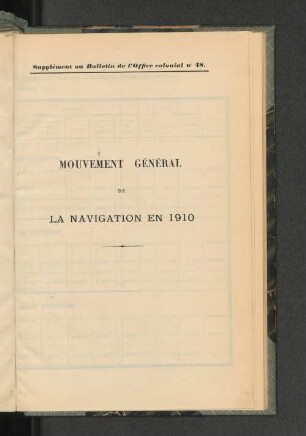 Supplément au Bulletin de l'Office colonial n° 48.
MOUVEMENT GÉNÉRAL
DE
LA NAVIGATION EN 1910